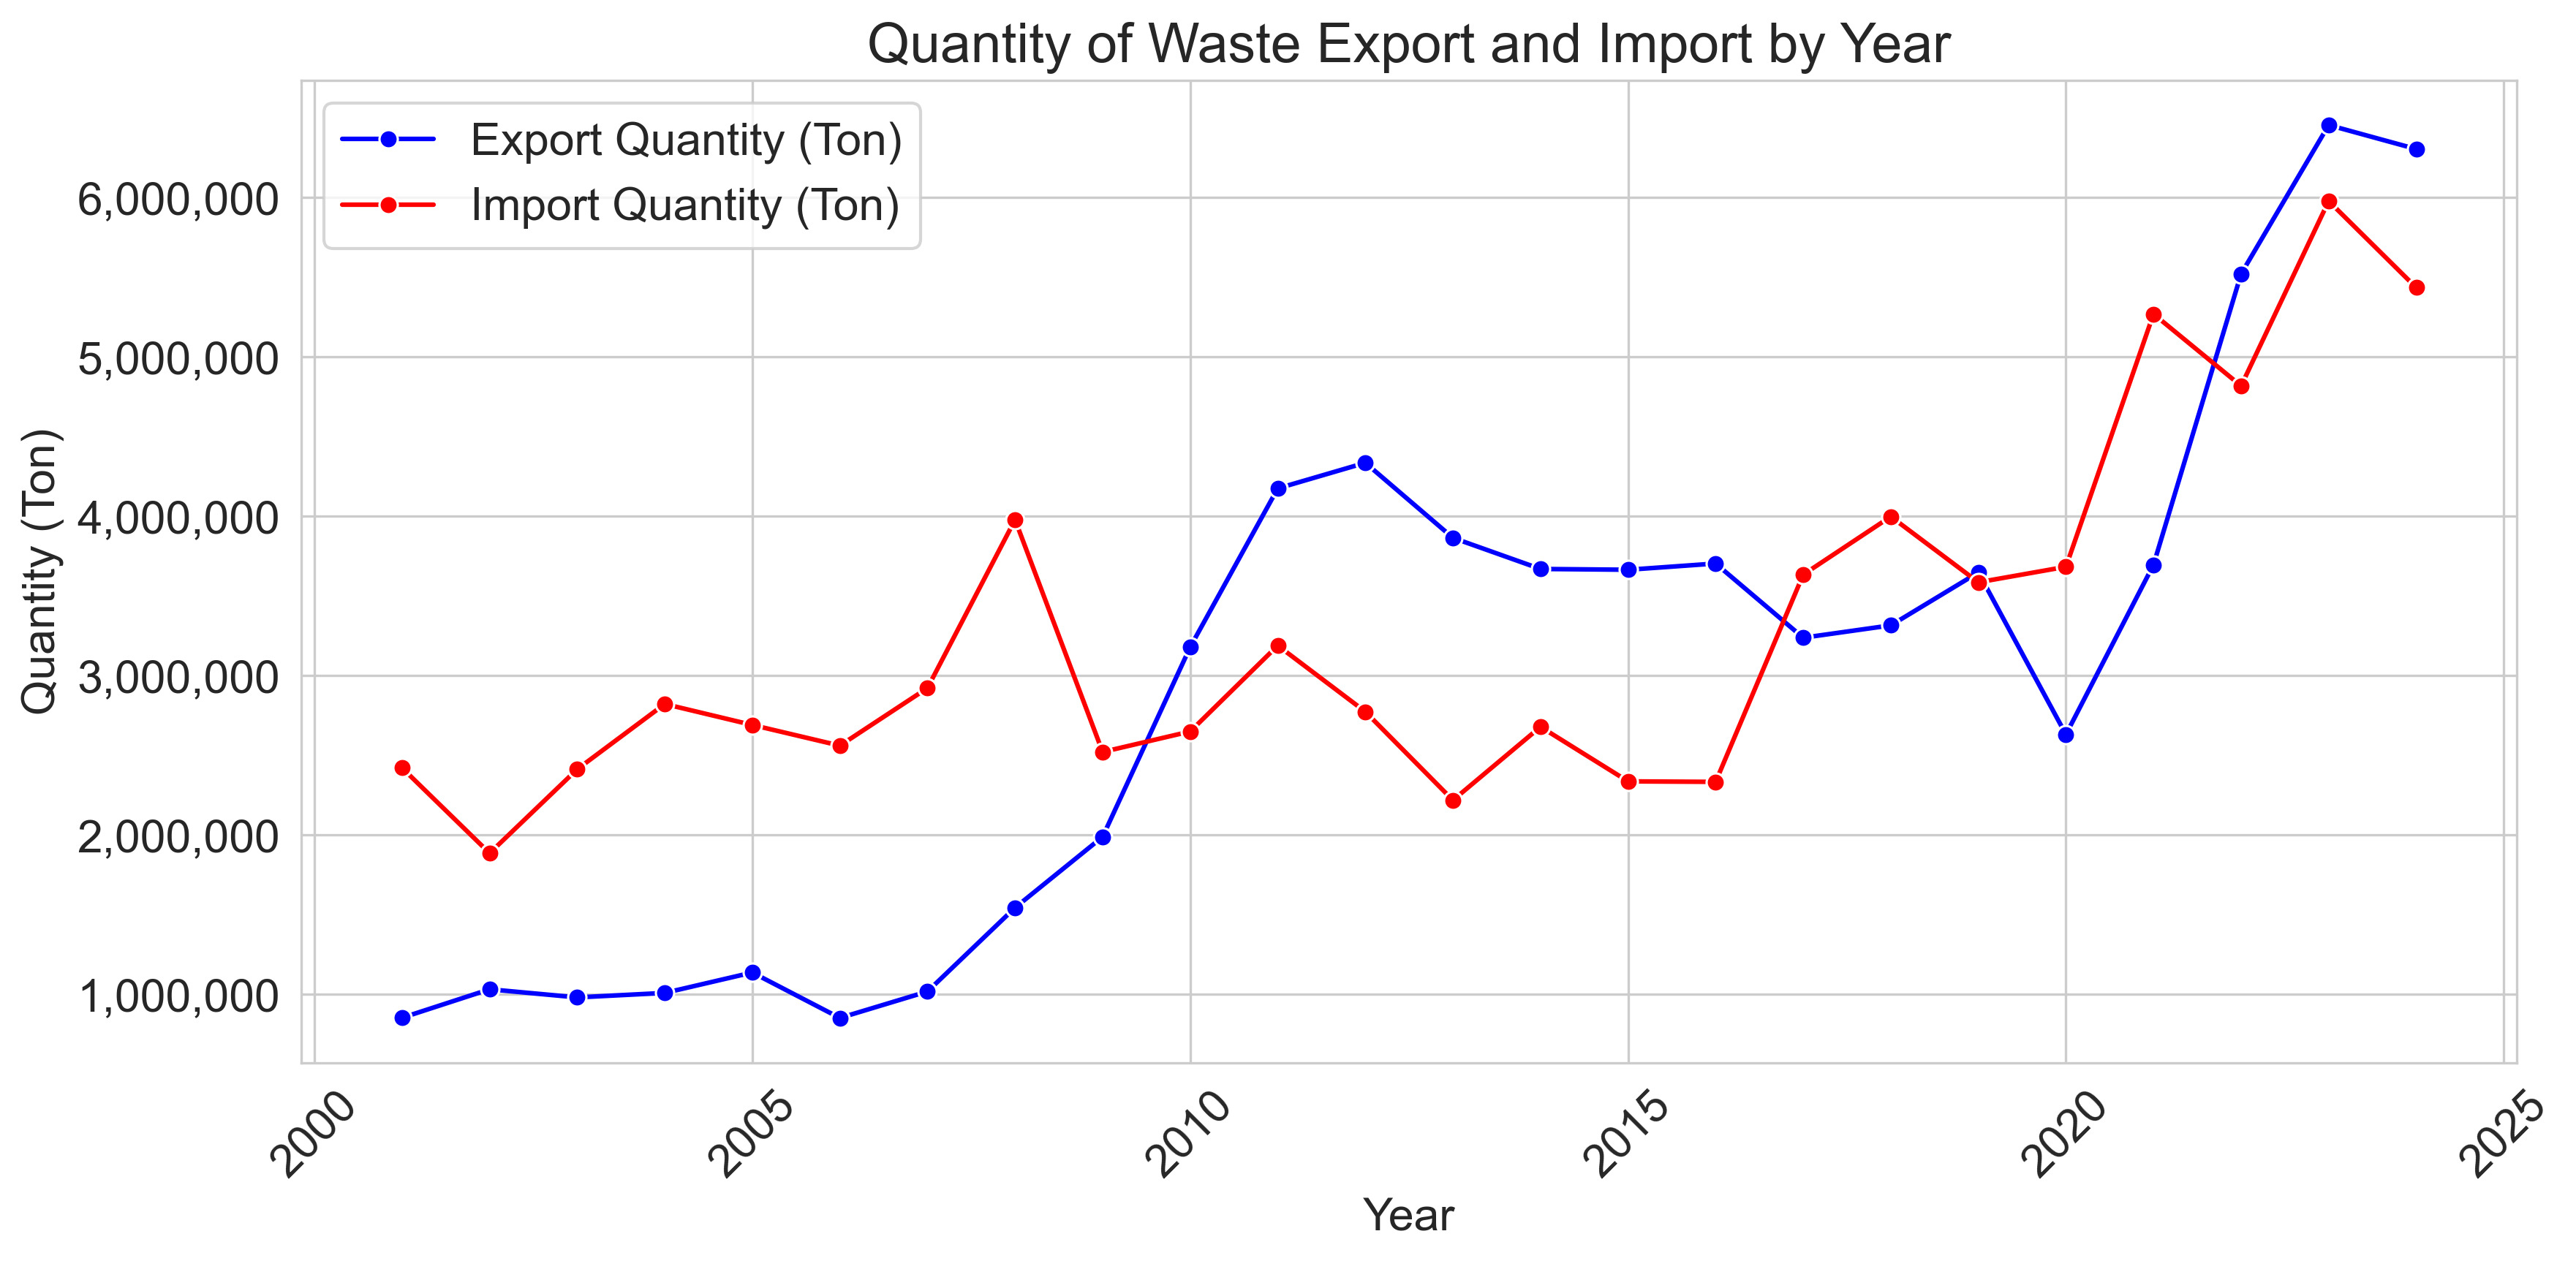 Quantity of Waste Export and Import by Year
Export Quantity (Ton)
Import Quantity (Ton)
6,000,000
5,000,000
4,000,000
3,000,000
2,000,000
1,000,000
Quantity (Ton)
2000
2005
2010
2015
2020
2025
Year